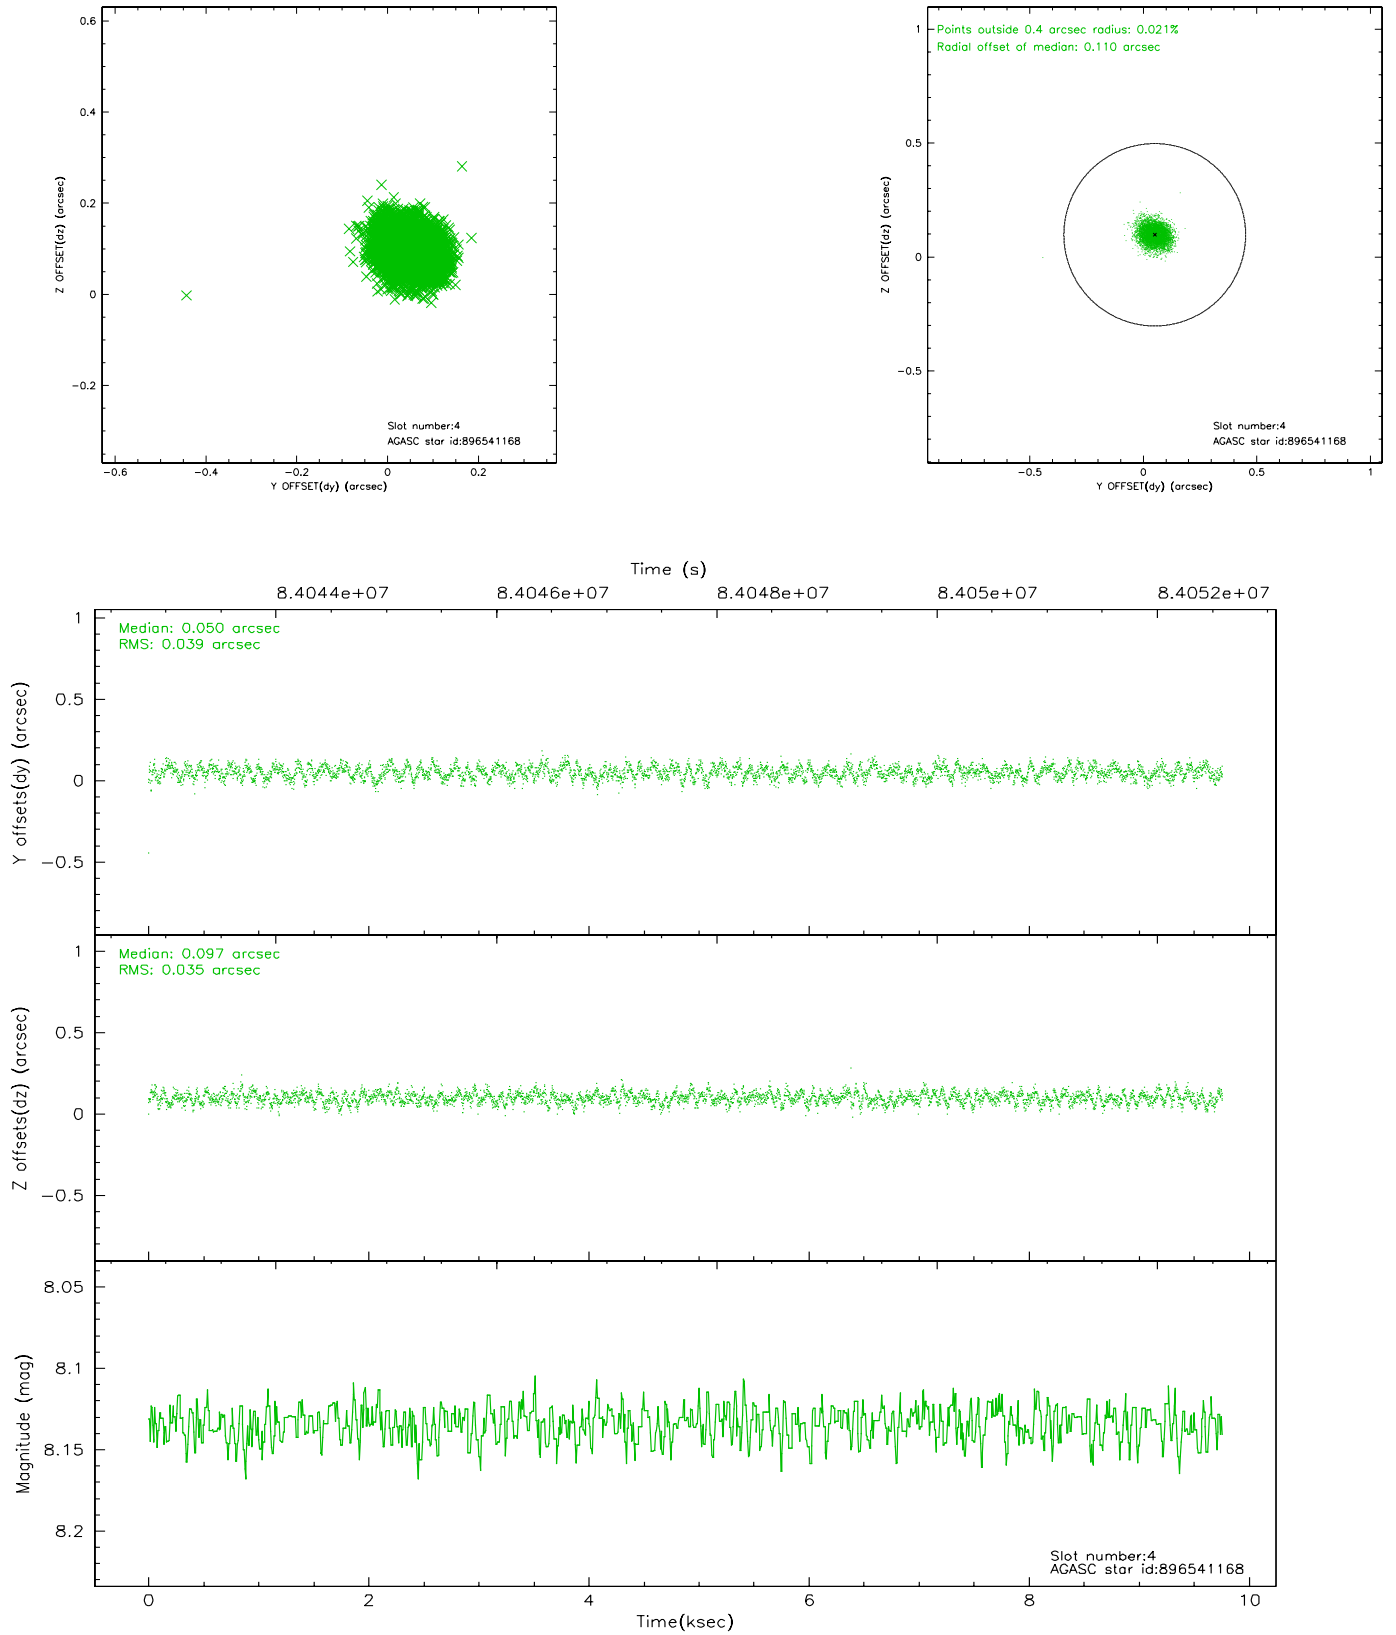 0.6
0.4
0.2
0
−0.2
Z OFFSET(dz) (arcsec)
Slot number:4
AGASC star id:896541168
−0.6
−0.4
−0.2
0
0.2
Y OFFSET(dy) (arcsec)
Points outside 0.4 arcsec radius: 0.021%
Radial offset of median: 0.110 arcsec
1
0.5
0
−0.5
Z OFFSET(dz) (arcsec)
Slot number:4
AGASC star id:896541168
−0.5
0
0.5
1
Y OFFSET(dy) (arcsec)
Time (s)
8.4044e+07
8.4046e+07
8.4048e+07
8.405e+07
8.4052e+07
Median: 0.050 arcsec
RMS: 0.039 arcsec
1
0.5
0
−0.5
Y offsets(dy) (arcsec)
Median: 0.097 arcsec
RMS: 0.035 arcsec
1
0.5
0
−0.5
Z offsets(dz) (arcsec)
8.05
8.1
8.15
8.2
Magnitude (mag)
Slot number:4
AGASC star id:896541168
0
2
4
6
8
10
Time(ksec)